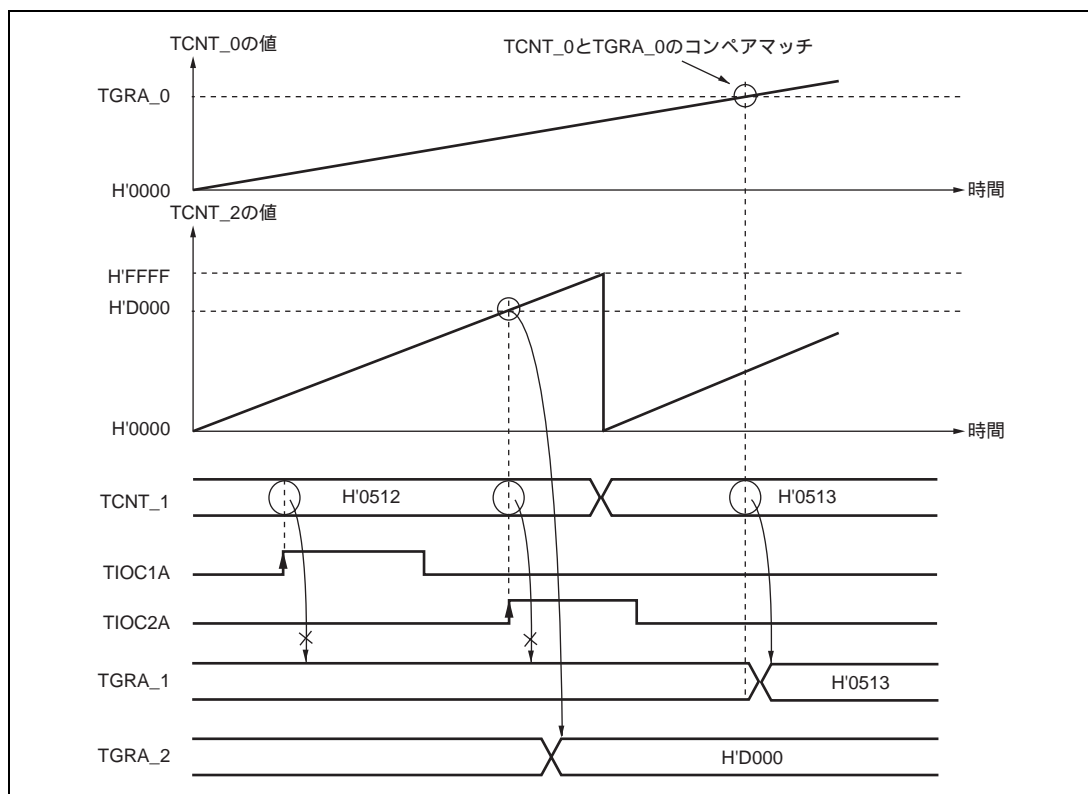 TCNT_0の値
TCNT_0とTGRA_0のコンペアマッチ
TGRA_0
H'0000
時間
TCNT_2の値
H'FFFF
H'D000
H'0000
時間
TCNT_1
H'0512
H'0513
TIOC1A
TIOC2A
TGRA_1
H'0513
TGRA_2
H'D000